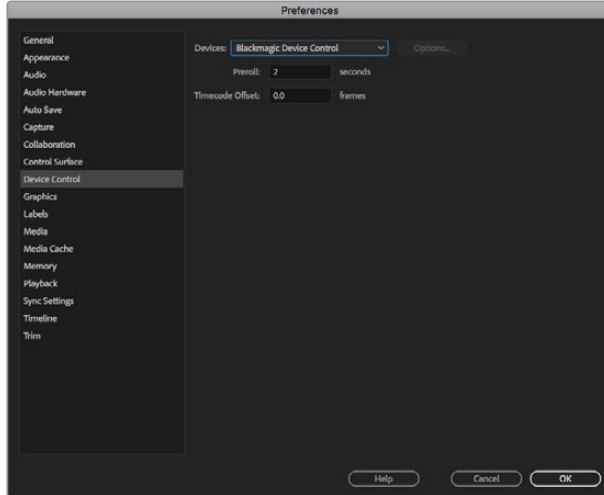 Preferences
General
Appearance
Audio
Audio Hardware
Auto Save
Capture
Collaboration
Control Surface
Device Control
Graphics
Labels
Media
Media Cache
Memory
Playback
Sync Settings
Timeline
Trim
Devices: Blackmagic Device Control Options...
Preroll: 2 seconds
Timecode Offset: 0.0 frames
Help Cancel OK